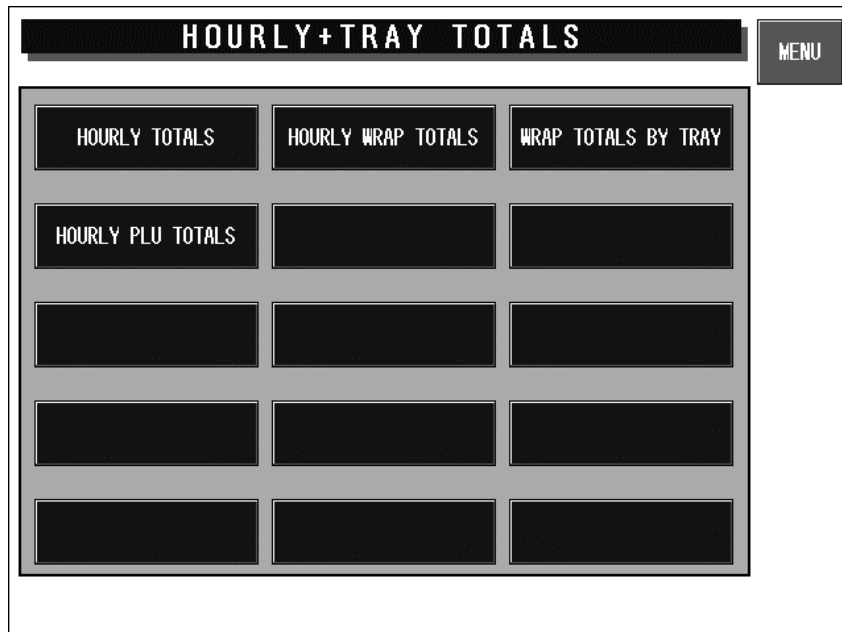 HOURLY+TRAY TOTALS
MENU
HOURLY TOTALS
HOURLY WRAP TOTALS
WRAP TOTALS BY TRAY
HOURLY PLU TOTALS